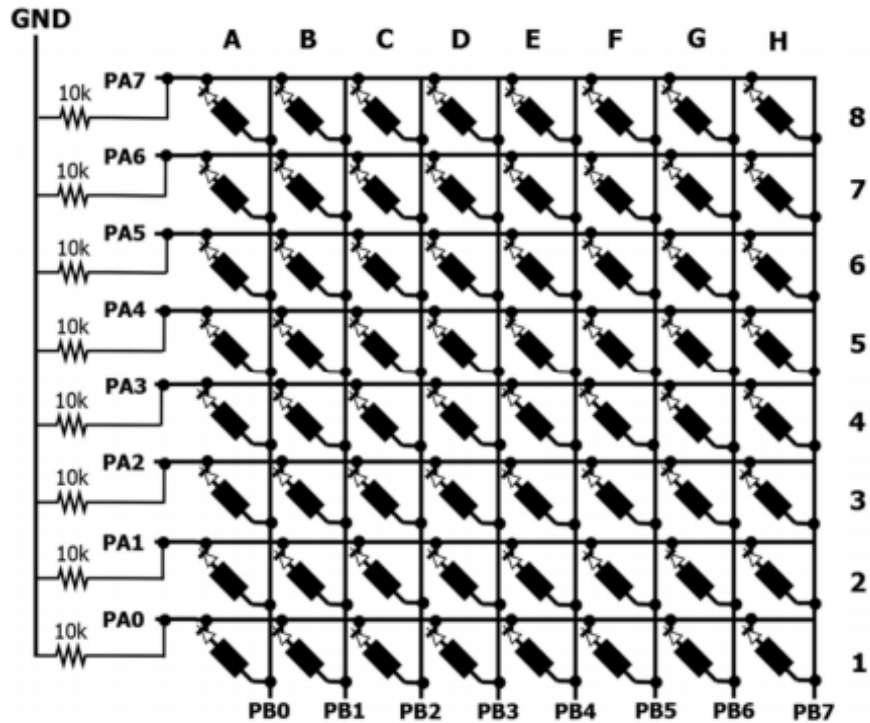 GND
A B C D E F G H
PA7
10k
8
PA6
10k
7
PA5
10k
6
PA4
10k
5
PA3
10k
4
PA2
10k
3
PA1
10k
2
PA0
10k
1
PB0 PB1 PB2 PB3 PB4 PB5 PB6 PB7